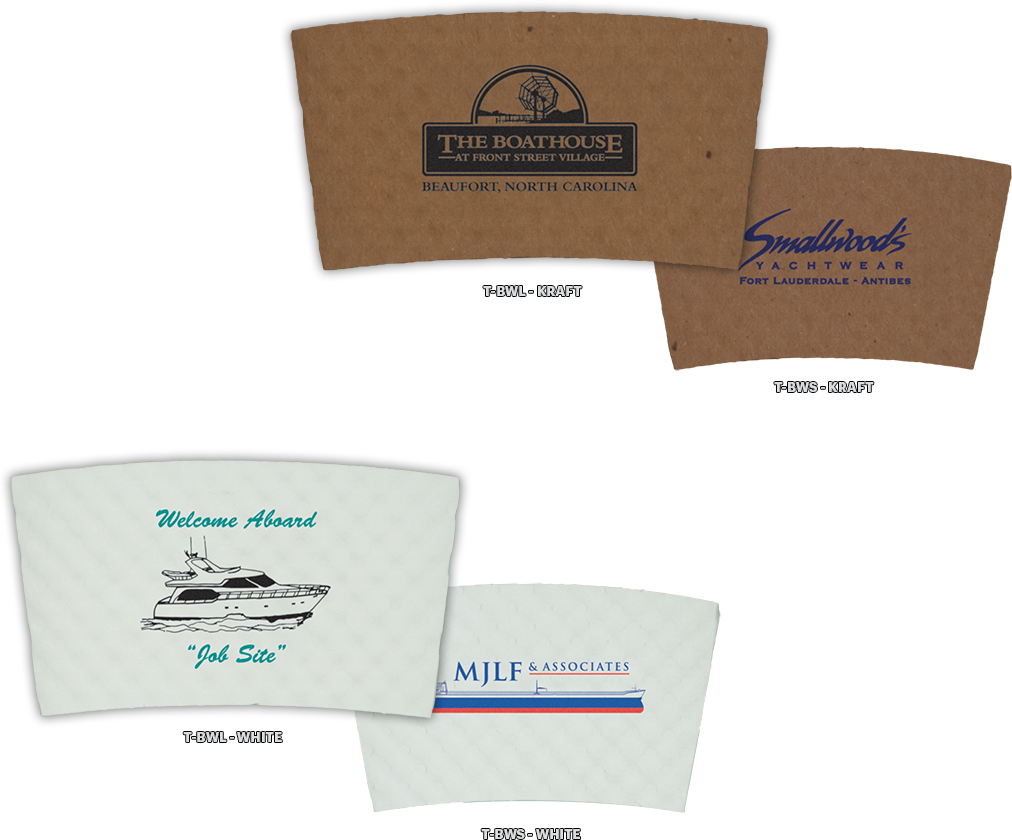 THE BOATHOUSE
AT FRONT STREET VILLAGE
BEAUFORT, NORTH CAROLINA
T-BWL - KRAFT
Smallwood's
YACHTWEAR
FORT LAUDERDALE - ANTIBES
T-BWS - KRAFT
Welcome Aboard
"Job Site"
T-BWL - WHITE
MJLF & ASSOCIATES
T-BWS - WHITE